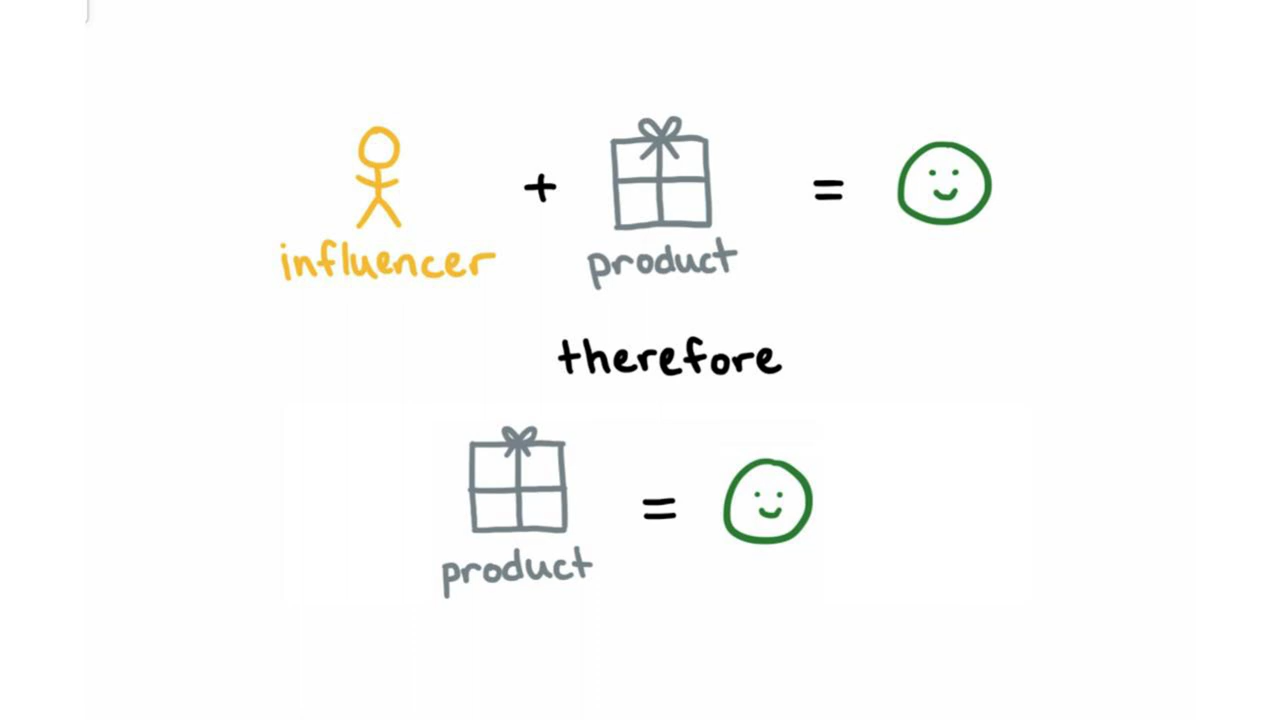 influencer + product =
therefore
product =